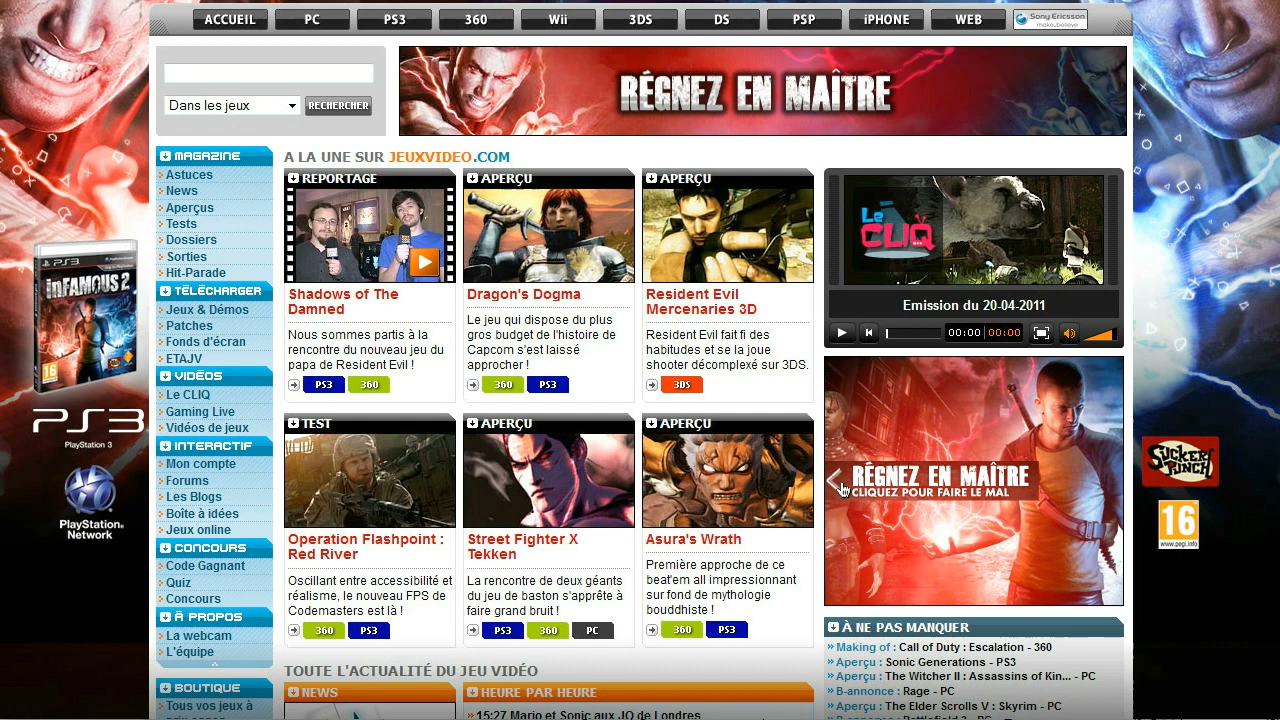 ACCUEIL PC PS3 360 Wii 3DS DS PSP iPHONE WEB Sony Ericsson
make.believe
Dans les jeux RECHERCHER
RÉGNEZ EN MAÎTRE
MAGAZINE
Astuces
News
Aperçus
Tests
Dossiers
Sorties
Hit-Parade
TÉLÉCHARGER
Jeux & Démos
Patches
Fonds d'écran
ETAJV
VIDÉOS
Le CLIQ
Gaming Live
Vidéos de jeux
INTERACTIF
Mon compte
Forums
Les Blogs
Boîte à idées
Jeux online
CONCOURS
Code Gagnant
Quiz
Concours
À PROPOS
La webcam
L'équipe
BOUTIQUE
Tous vos jeux à
A LA UNE SUR JEUXVIDEO.COM
REPORTAGE
Shadows of The
Damned
Nous sommes partis à la
rencontre du nouveau jeu du
papa de Resident Evil !
PS3 360
APERÇU
Dragon's Dogma
Le jeu qui dispose du plus
gros budget de l'histoire de
Capcom s'est laissé
approcher !
360 PS3
APERÇU
Resident Evil
Mercenaries 3D
Resident Evil fait fi des
habitudes et se la joue
shooter décomplexé sur 3DS.
3DS
TEST
Operation Flashpoint :
Red River
Oscillant entre accessibilité et
réalisme, le nouveau FPS de
Codemasters est là !
360 PS3
APERÇU
Street Fighter X
Tekken
La rencontre de deux géants
du jeu de baston s'apprête à
faire grand bruit !
PS3 360 PC
APERÇU
Asura's Wrath
Première approche de ce
beat'em all impressionnant
sur fond de mythologie
bouddhiste !
360 PS3
TOUTE L'ACTUALITÉ DU JEU VIDÉO
NEWS
HEURE PAR HEURE
15:27 Mario et Sonic aux JO de Londres
Le
CLIQ
Emission du 20-04-2011
00:00 00:00
RÉGNEZ EN MAÎTRE
CLIQUEZ POUR FAIRE LE MAL
À NE PAS MANQUER
Making of : Call of Duty : Escalation - 360
Aperçu : Sonic Generations - PS3
Aperçu : The Witcher II : Assassins of Kin... - PC
B-annonce : Rage - PC
Aperçu : The Elder Scrolls V : Skyrim - PC
B-annonce : Battlefield 3 - PC
PS3
inFAMOUS 2
16
PS3
PlayStation 3
PlayStation
Network
SUCKER
PUNCH
16
www.pegi.info